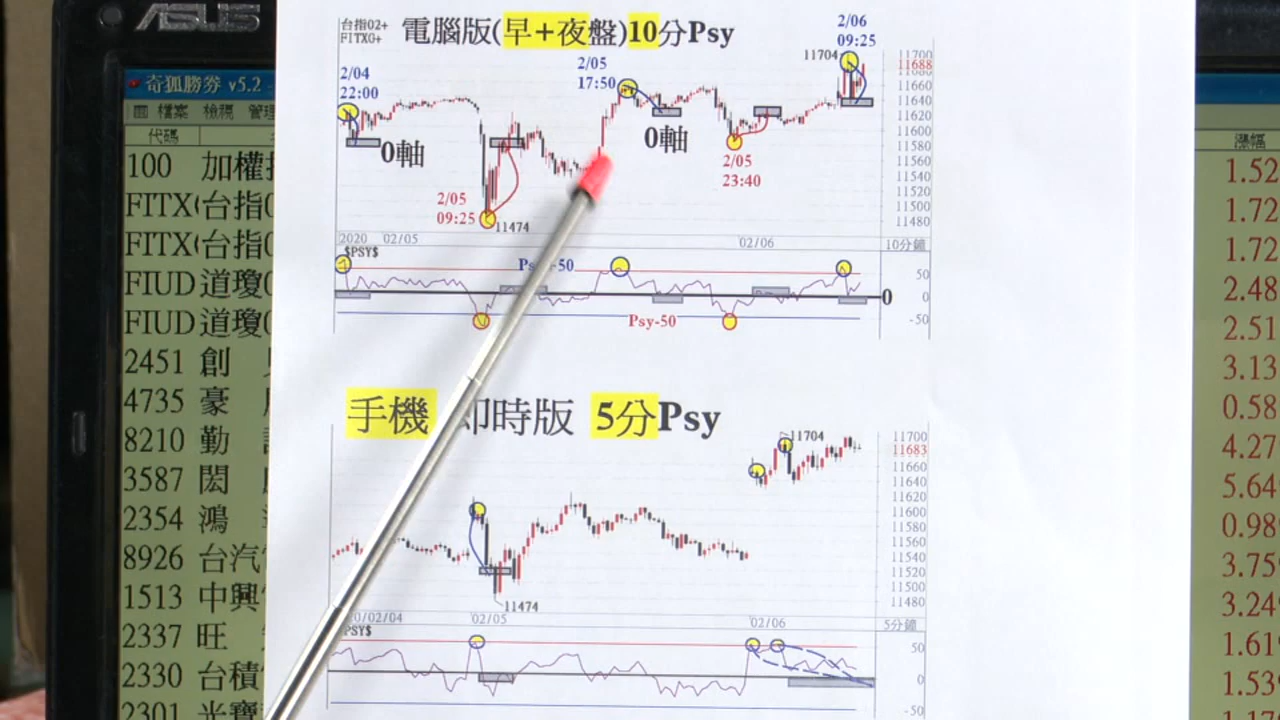 ASUS
奇狐勝券 v5.2
檔案 檢視 管理
代碼
漲幅
100 加權
FITX 台指
FITX 台指
FIUD 道瓊
FIUD 道瓊
2451 創
4735 豪
8210 勤
3587 閎
2354 鴻
8926 台汽
1513 中興
2337 旺
2330 台積
2301 光寶
1.52
1.72
1.72
2.48
2.51
3.13
0.58
4.27
5.64
0.98
3.75
3.24
1.61
1.53
台指02+
FITX0+
電腦版(早+夜盤)10分Psy
2/04
22:00
0軸
2/05
09:25
11474
2/05
17:50
0軸
2/05
23:40
2/06
09:25
11704
11700
11688
11660
11640
11620
11600
11580
11560
11540
11520
11500
11480
2020 02/05 02/06 10分鐘
$PSY$
50
Psy-50
0
0
-50
手機 即時版 5分Psy
11704
11474
11700
11683
11660
11640
11620
11600
11580
11560
11540
11520
11500
11480
20/02/04 02/05 02/06 5分鐘
PSY$
50
0
-50